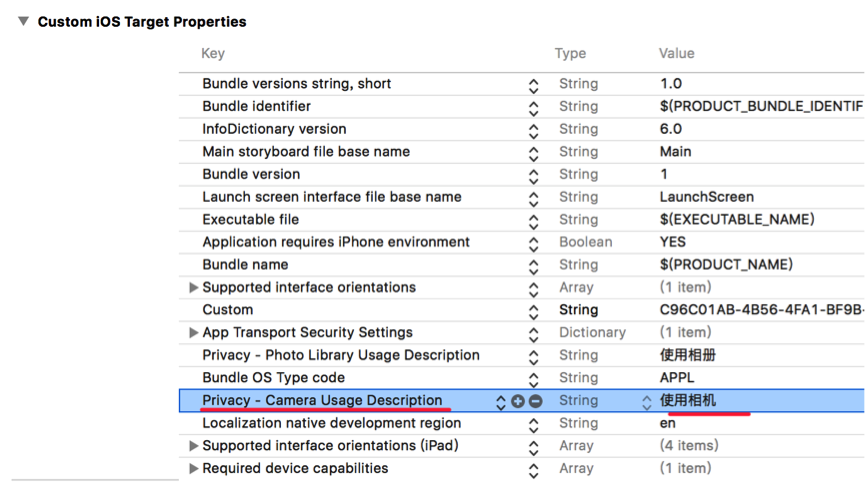 Custom iOS Target Properties
Key Type Value
Bundle versions string, short String 1.0
Bundle identifier String $(PRODUCT_BUNDLE_IDENTIF
InfoDictionary version String 6.0
Main storyboard file base name String Main
Bundle version String 1
Launch screen interface file base name String LaunchScreen
Executable file String $(EXECUTABLE_NAME)
Application requires iPhone environment Boolean YES
Bundle name String $(PRODUCT_NAME)
Supported interface orientations Array (1 item)
Custom String C96C01AB-4B56-4FA1-BF9B-
App Transport Security Settings Dictionary (1 item)
Privacy - Photo Library Usage Description String 使用相册
Bundle OS Type code String APPL
Privacy - Camera Usage Description String 使用相机
Localization native development region String en
Supported interface orientations (iPad) Array (4 items)
Required device capabilities Array (1 item)